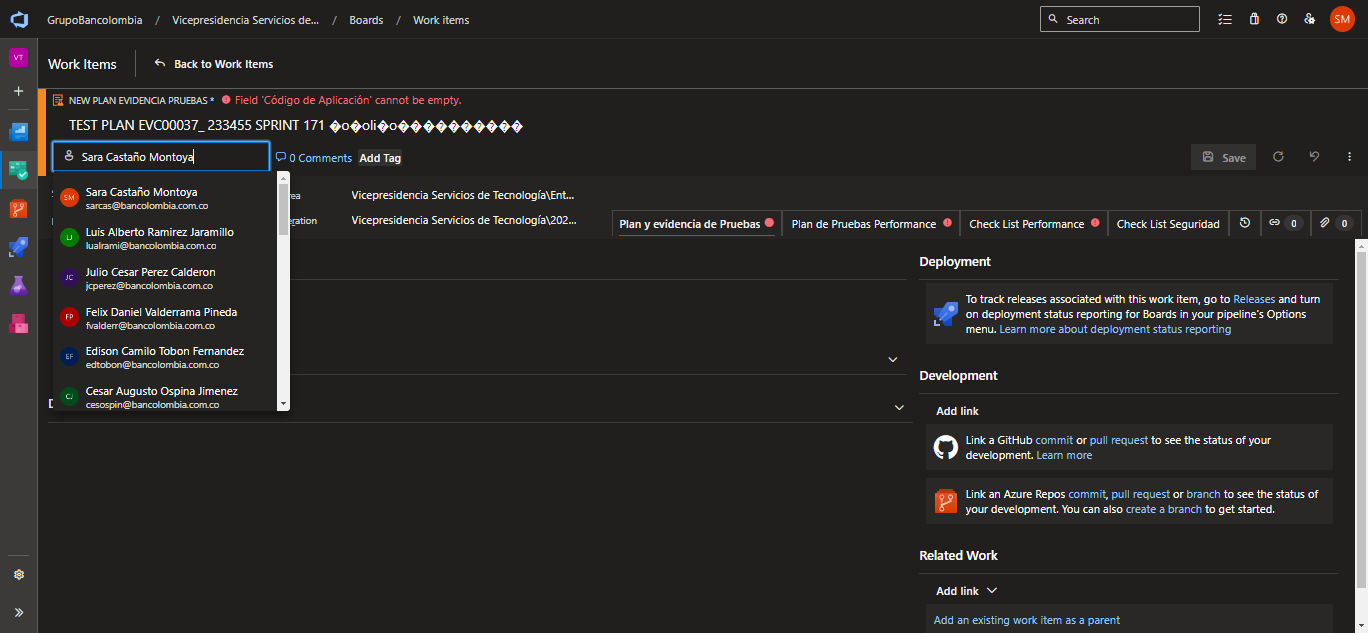 GrupoBancolombia / Vicepresidencia Servicios de... / Boards / Work items
Search
SM
VT
Work Items
Back to Work Items
NEW PLAN EVIDENCIA PRUEBAS * Field 'Código de Aplicación' cannot be empty.
TEST PLAN EVC00037_ 233455 SPRINT 171 �o�oli�o����������
Sara Castaño Montoya
0 Comments
Add Tag
Save
SM
Sara Castaño Montoya
sarcas@bancolombia.com.co
LJ
Luis Alberto Ramirez Jaramillo
lualrami@bancolombia.com.co
JC
Julio Cesar Perez Calderon
jcperez@bancolombia.com.co
FP
Felix Daniel Valderrama Pineda
fvalderr@bancolombia.com.co
EF
Edison Camilo Tobon Fernandez
edtobon@bancolombia.com.co
CJ
Cesar Augusto Ospina Jimenez
cesospin@bancolombia.com.co
Vicepresidencia Servicios de Tecnología\Ent...
Vicepresidencia Servicios de Tecnología\202...
Plan y evidencia de Pruebas
Plan de Pruebas Performance
Check List Performance
Check List Seguridad
0
0
Deployment
To track releases associated with this work item, go to Releases and turn
on deployment status reporting for Boards in your pipeline's Options
menu. Learn more about deployment status reporting
Development
Add link
Link a GitHub commit or pull request to see the status of your
development. Learn more
Link an Azure Repos commit, pull request or branch to see the status of
your development. You can also create a branch to get started.
Related Work
Add link
Add an existing work item as a parent